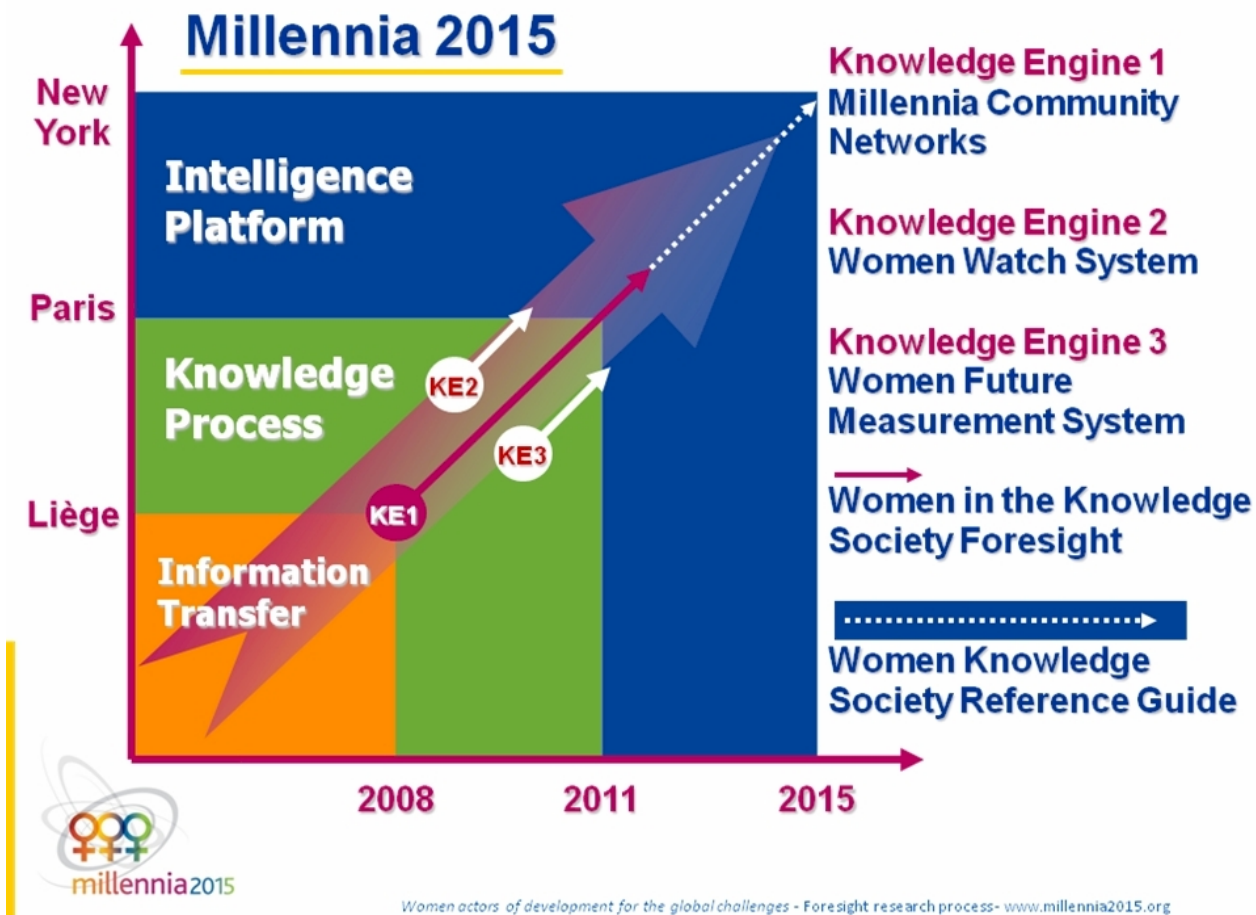 Millennia 2015
New
York
Paris
Liège
Intelligence
Platform
Knowledge
Process
Information
Transfer
KE2
KE3
KE1
2008
2011
2015
Knowledge Engine 1
Millennia Community
Networks
Knowledge Engine 2
Women Watch System
Knowledge Engine 3
Women Future
Measurement System
Women in the Knowledge
Society Foresight
Women Knowledge
Society Reference Guide
millennia2015
Women actors of development for the global challenges - Foresight research process- www.millennia2015.org